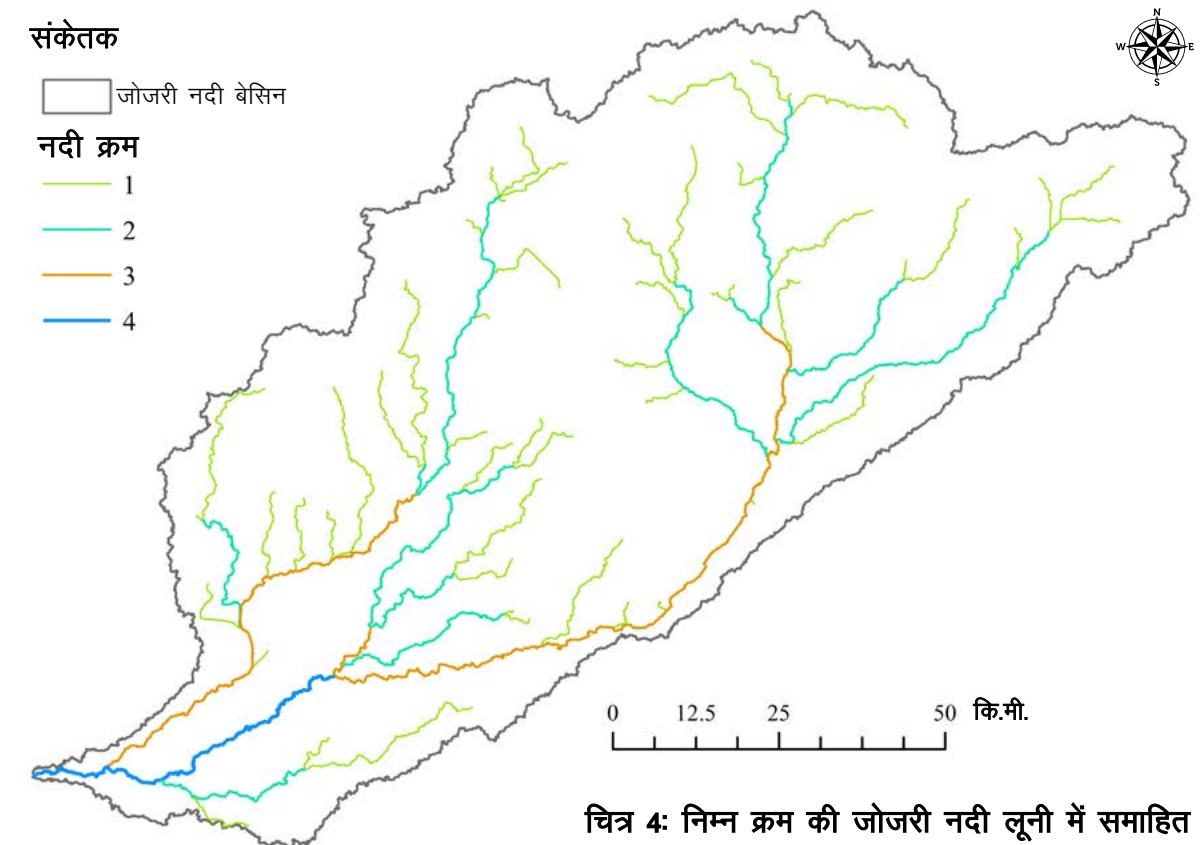 संकेतक
जोजरी नदी बेसिन
नदी क्रम
1
2
3
4
N
W E
S
0 12.5 25 50 कि.मी.
चित्र 4: निम्न क्रम की जोजरी नदी लूनी में समाहित